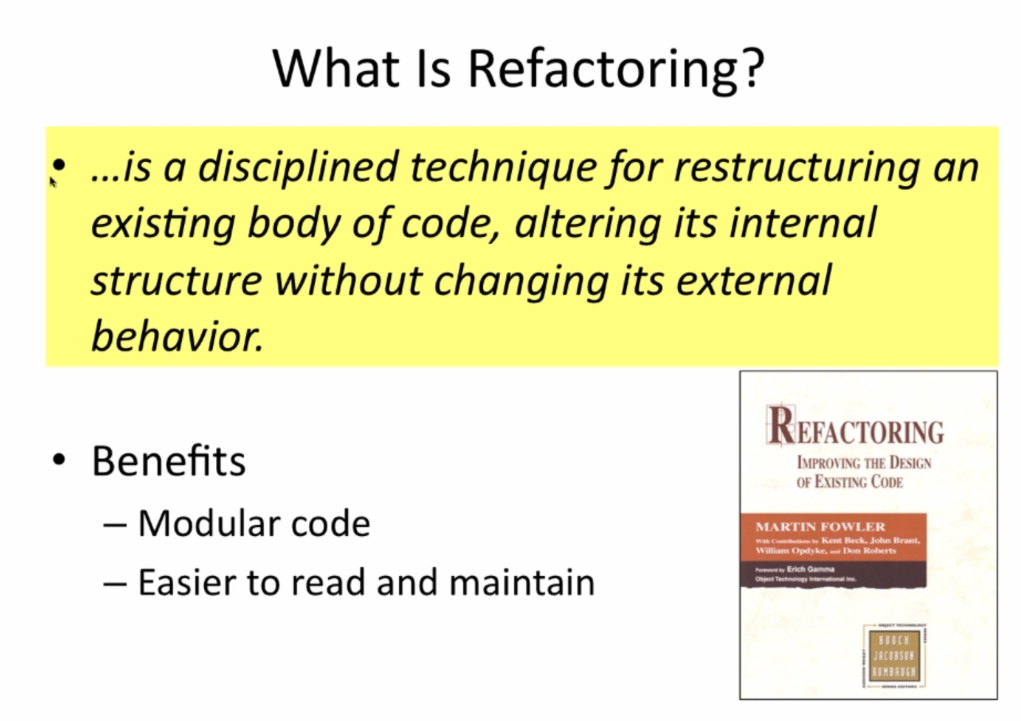 What Is Refactoring?
• …is a disciplined technique for restructuring an
existing body of code, altering its internal
structure without changing its external
behavior.
• Benefits
– Modular code
– Easier to read and maintain
REFACTORING
IMPROVING THE DESIGN
OF EXISTING CODE
MARTIN FOWLER
With Contributions by Kent Beck, John Brant,
William Opdyke, and Don Roberts
Foreword by Erich Gamma
Object Technology International Inc.
OBJECT TECHNOLOGY
BOOCH
JACOBSON
RUMBAUGH
SERIES EDITORS